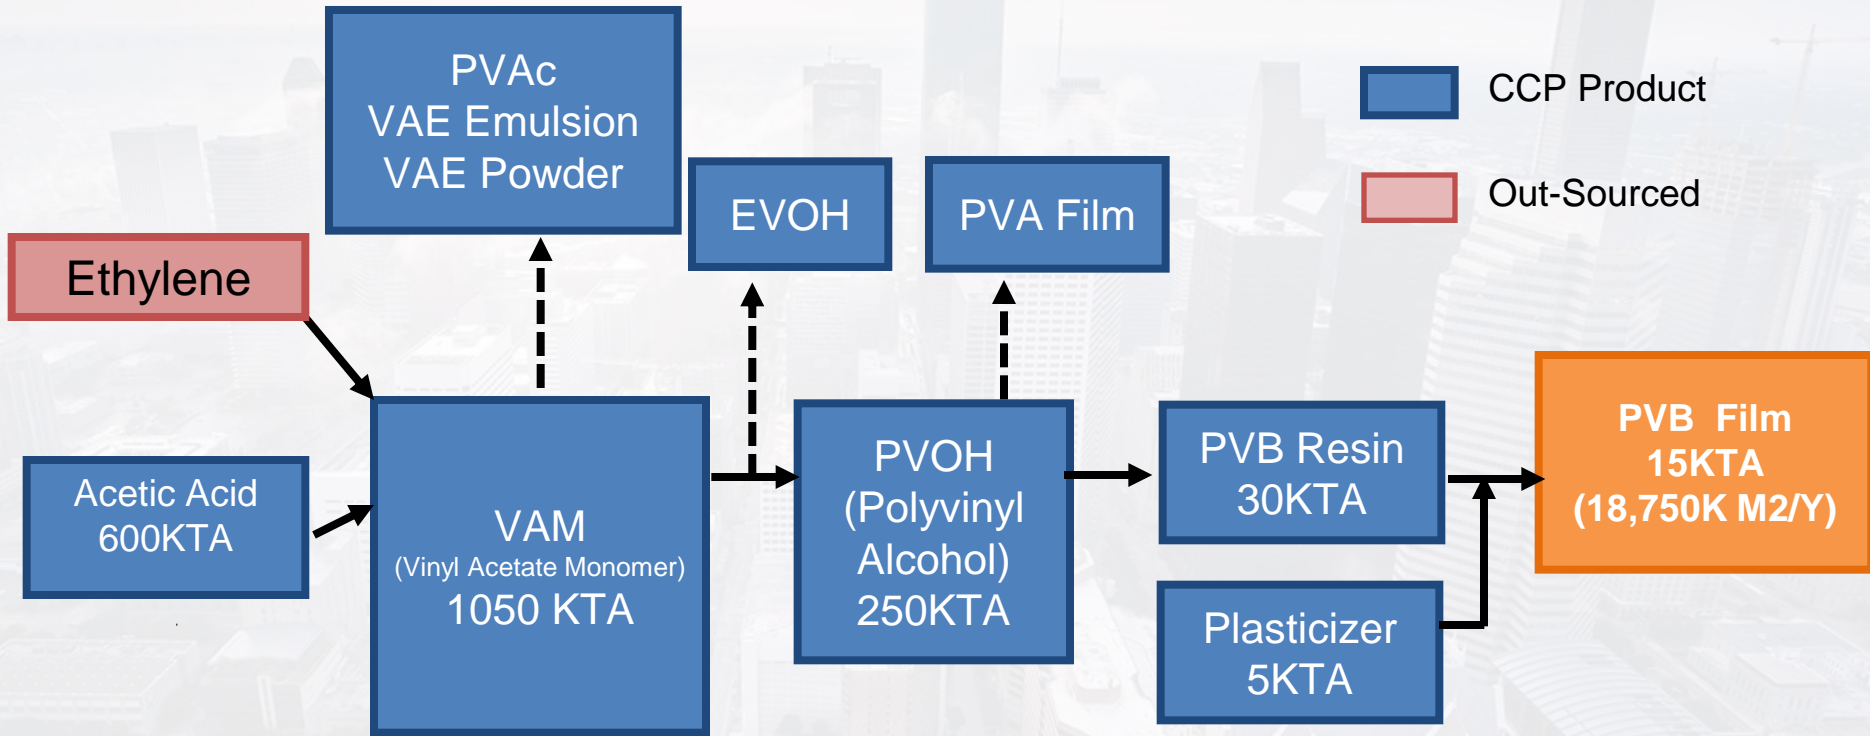 PVAc
VAE Emulsion
VAE Powder
CCP Product
Out-Sourced
EVOH
PVA Film
Ethylene
Acetic Acid
600KTA
VAM
(Vinyl Acetate Monomer)
1050 KTA
PVOH
(Polyvinyl
Alcohol)
250KTA
PVB Resin
30KTA
Plasticizer
5KTA
PVB Film
15KTA
(18,750K M2/Y)